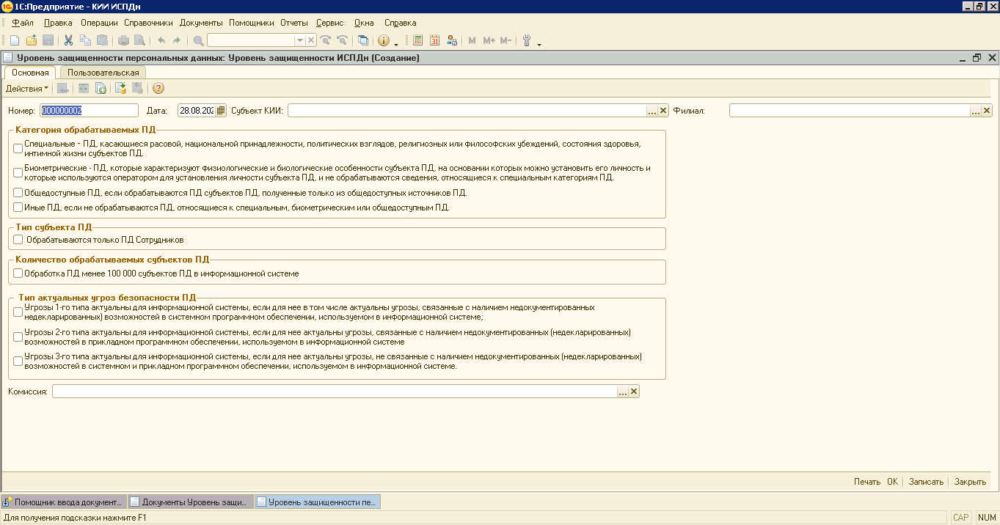 1С:Предприятие - КИИ ИСПДн
Файл Правка Операции Справочники Документы Помощники Отчеты Сервис Окна Справка
M M+ M-
Уровень защищенности персональных данных: Уровень защищенности ИСПДн (Создание)
Основная Пользовательская
Действия
Номер: 000000002 Дата: 28.08.202 Субъект КИИ: ... Филиал: ...
Категория обрабатываемых ПД
Специальные - ПД, касающиеся расовой, национальной принадлежности, политических взглядов, религиозных или философских убеждений, состояния здоровья,
интимной жизни субъектов ПД.
Биометрические - ПД, которые характеризуют физиологические и биологические особенности субъекта ПД, на основании которых можно установить его личность и
которые используются оператором для установления личности субъекта ПД, и не обрабатываются сведения, относящиеся к специальным категориям ПД.
Общедоступные ПД, если обрабатываются ПД субъектов ПД, полученные только из общедоступных источников ПД.
Иные ПД, если не обрабатываются ПД, относящиеся к специальным, биометрическим или общедоступным ПД.
Тип субъекта ПД
Обрабатываются только ПД Сотрудников
Количество обрабатываемых субъектов ПД
Обработка ПД менее 100 000 субъектов ПД в информационной системе
Тип актуальных угроз безопасности ПД
Угрозы 1-го типа актуальны для информационной системы, если для нее в том числе актуальны угрозы, связанные с наличием недокументированных
недекларированных) возможностей в системном программном обеспечении, используемом в информационной системе;
Угрозы 2-го типа актуальны для информационной системы, если для нее актуальны угрозы, связанные с наличием недокументированных (недекларированных)
возможностей в прикладном программном обеспечении, используемом в информационной системе
Угрозы 3-го типа актуальны для информационной системы, если для нее актуальны угрозы, не связанные с наличием недокументированных (недекларированных)
возможностей в системном и прикладном программном обеспечении, используемом в информационной системе.
Комиссия: ...
Печать OK Записать Закрыть
Помощник ввода документ... Документы Уровень защи... Уровень защищенности пе...
Для получения подсказки нажмите F1 CAP NUM